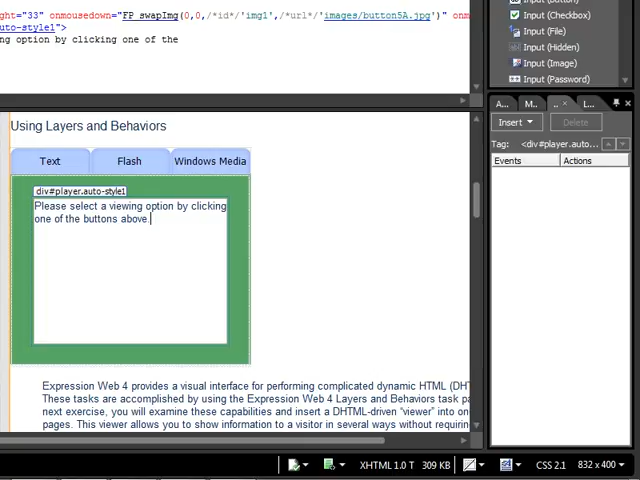 ght="33" onmousedown="FP_swapImg(0,0,/*id*/'img1',/*url*/'images/button5A.jpg')" onm
uto-style1">
ng option by clicking one of the
Input (Checkbox)
Input (File)
Input (Hidden)
Input (Image)
Input (Password)
A...
M...
..
L...
Insert
Delete
Tag: <div#player.auto...
Events
Actions
Using Layers and Behaviors
Text
Flash
Windows Media
div#player.auto-style1
Please select a viewing option by clicking
one of the buttons above.
Expression Web 4 provides a visual interface for performing complicated dynamic HTML (DHT
These tasks are accomplished by using the Expression Web 4 Layers and Behaviors task pa
next exercise, you will examine these capabilities and insert a DHTML-driven “viewer” into on
pages. This viewer allows you to show information to a visitor in several ways without requiring
XHTML 1.0 T
309 KB
CSS 2.1
832 x 400